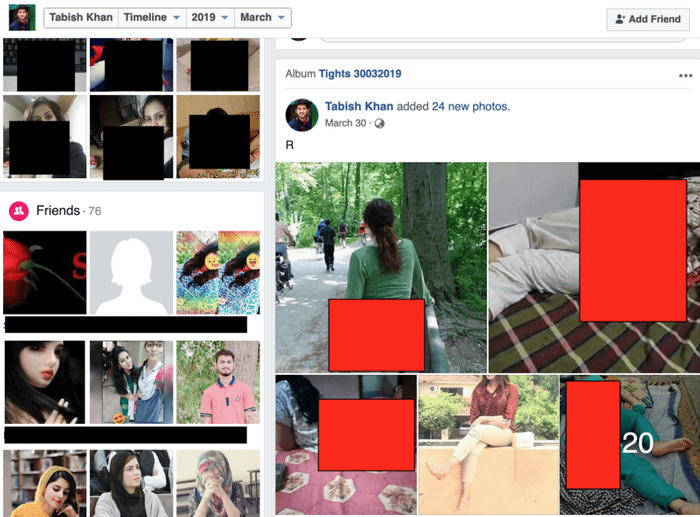 Tabish Khan Timeline 2019 March
Add Friend
Album Tights 30032019
Tabish Khan added 24 new photos.
March 30 ·
R
Friends · 76
S
20